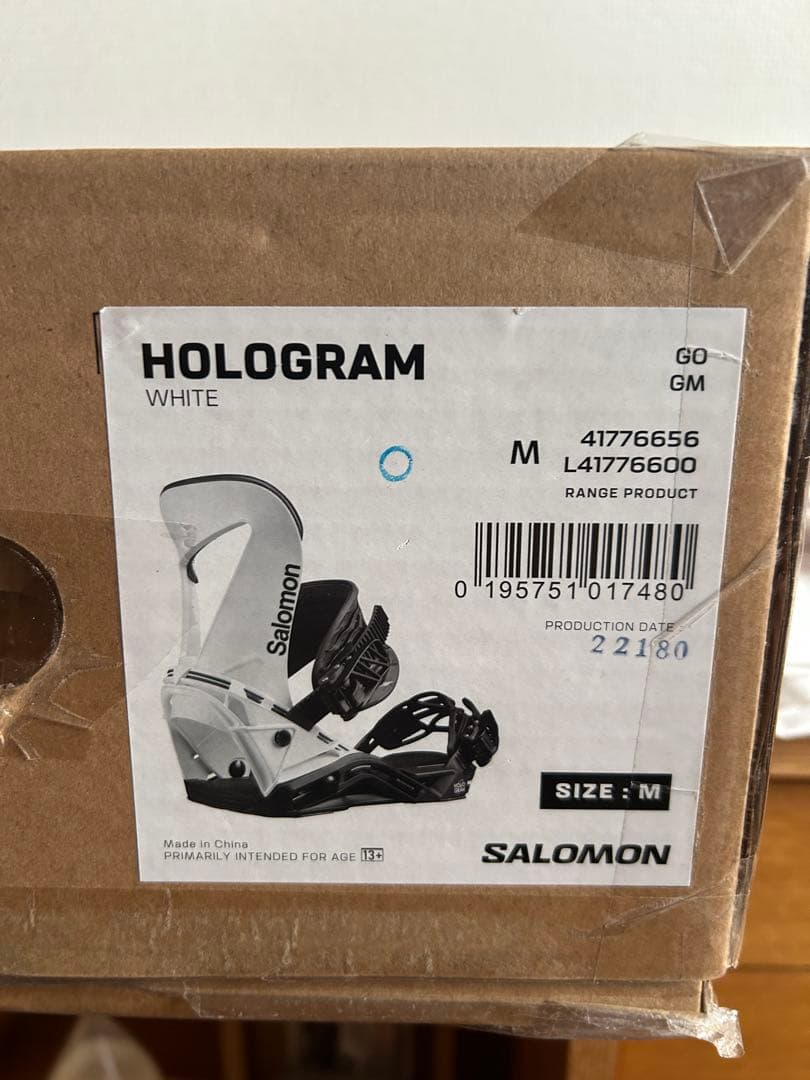 HOLOGRAM
WHITE
GO
GM
M
41776656
L41776600
RANGE PRODUCT
0 195751 017480
PRODUCTION DATE :
22180
Salomon
SIZE : M
Made in China
PRIMARILY INTENDED FOR AGE 13+
SALOMON